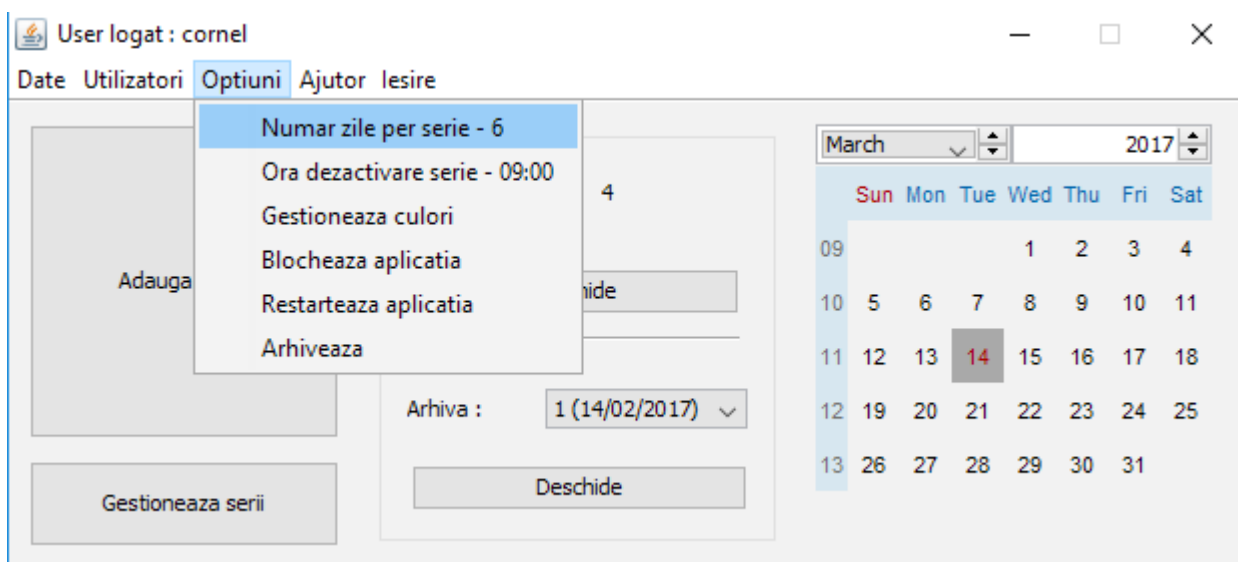 User logat : cornel
Date Utilizatori Optiuni Ajutor Iesire
Numar zile per serie - 6
Ora dezactivare serie - 09:00
Gestioneaza culori
Blocheaza aplicatia
Restarteaza aplicatia
Arhiveaza
Adauga
Gestioneaza serii
4
hide
Arhiva : 1 (14/02/2017)
Deschide
March 2017
Sun Mon Tue Wed Thu Fri Sat
09 1 2 3 4
10 5 6 7 8 9 10 11
11 12 13 14 15 16 17 18
12 19 20 21 22 23 24 25
13 26 27 28 29 30 31